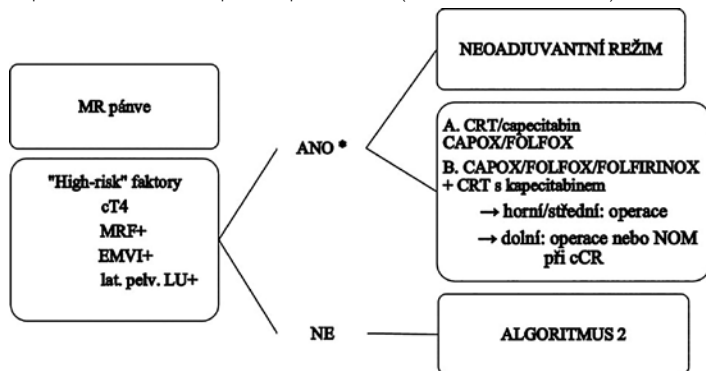 MR pánve
"High-risk" faktory
cT4
MRF+
EMVI+
lat. pelv. LU+
ANO *
NE
NEOADJUVANTNÍ REŽIM
A. CRT/capecitabin
CAPOX/FOLFOX
B. CAPOX/FOLFOX/FOLFIRINOX
+ CRT s kapecitabinem
→ horní/střední: operace
→ dolní: operace nebo NOM
při cCR
ALGORITMUS 2